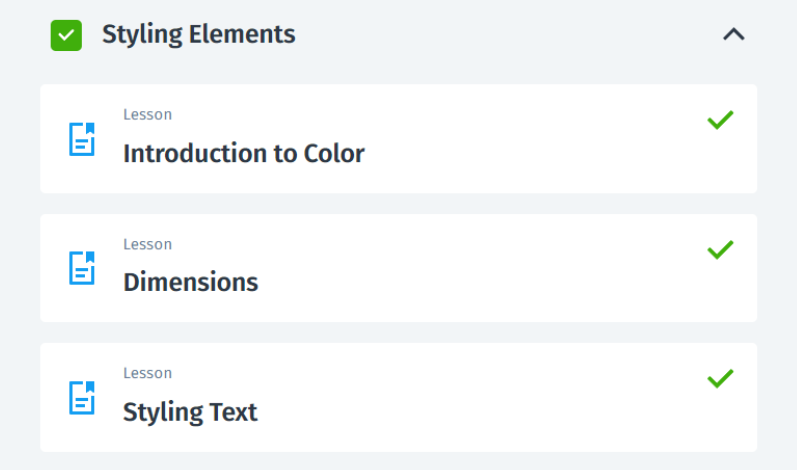 Styling Elements
Lesson
Introduction to Color
Lesson
Dimensions
Lesson
Styling Text